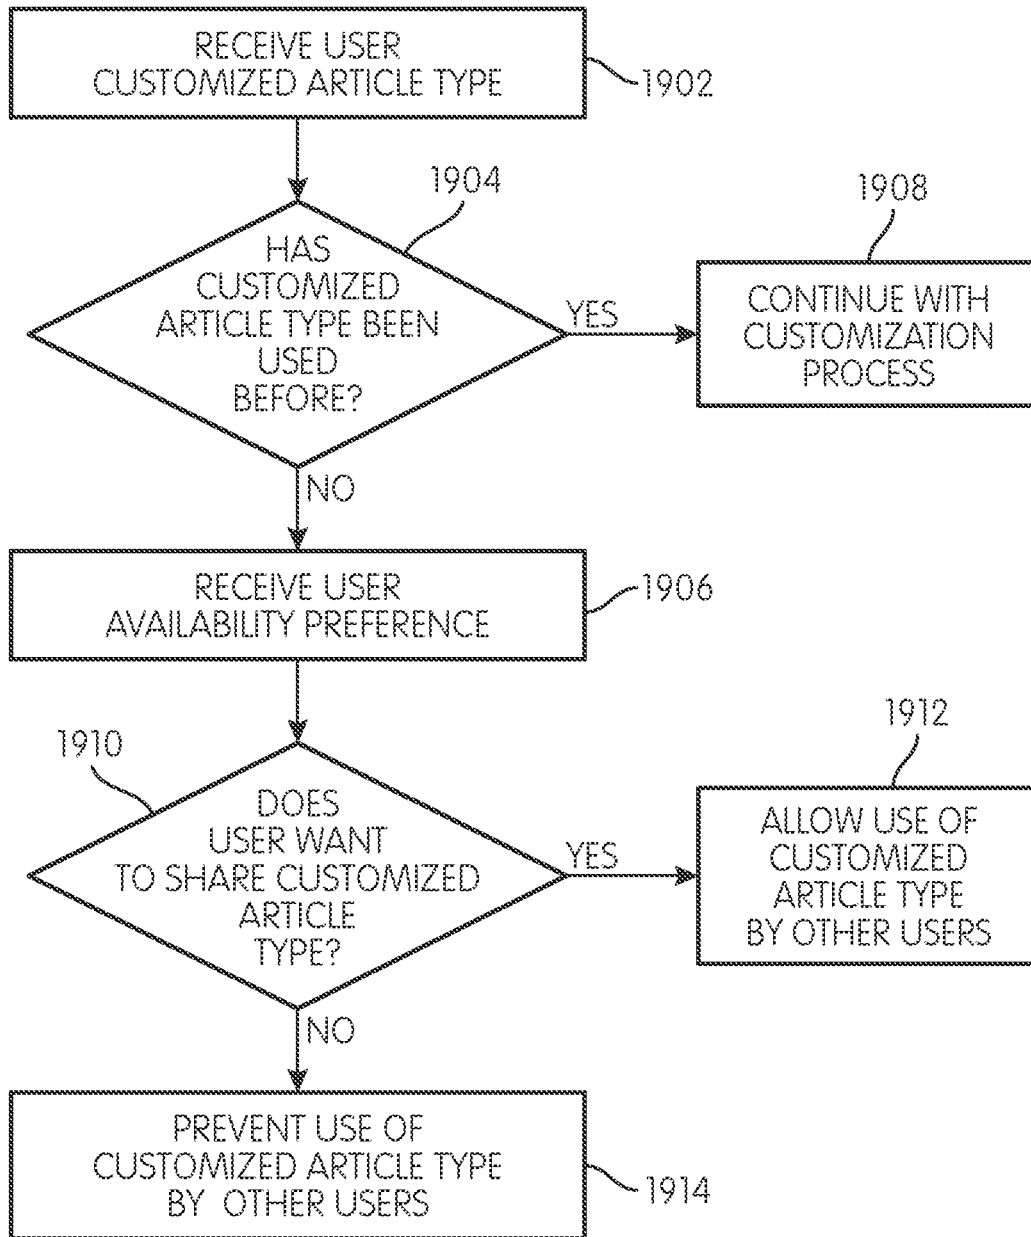 RECEIVE USER
CUSTOMIZED ARTICLE TYPE
1902
1904
HAS
CUSTOMIZED
ARTICLE TYPE BEEN
USED
BEFORE?
YES
1908
CONTINUE WITH
CUSTOMIZATION
PROCESS
NO
RECEIVE USER
AVAILABILITY PREFERENCE
1906
1910
DOES
USER WANT
TO SHARE CUSTOMIZED
ARTICLE
TYPE?
YES
1912
ALLOW USE OF
CUSTOMIZED
ARTICLE TYPE
BY OTHER USERS
NO
PREVENT USE OF
CUSTOMIZED ARTICLE TYPE
BY OTHER USERS
1914